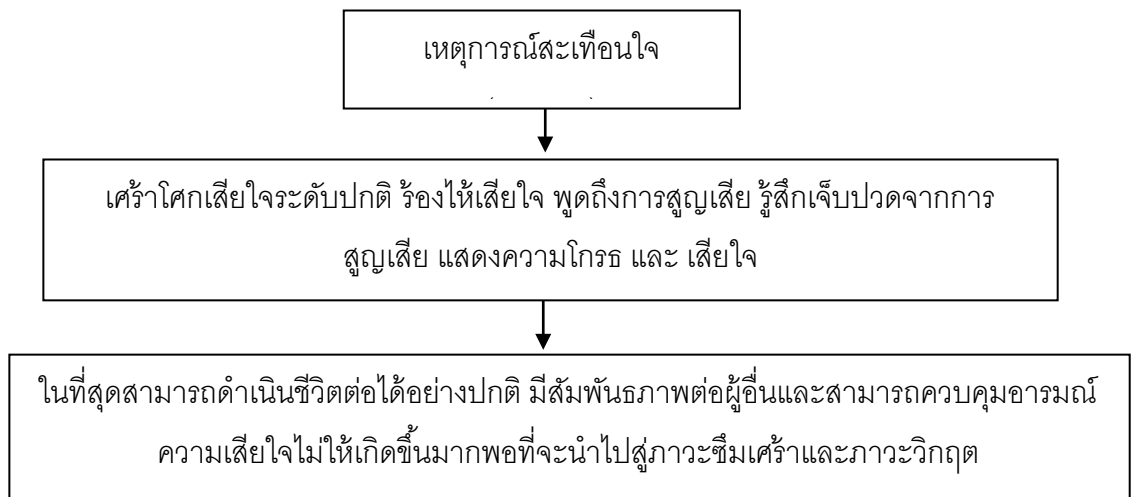 เหตุการณ์สะเทือนใจ
เศร้าโศกเสียใจระดับปกติ ร้องไห้เสียใจ พูดถึงการสูญเสีย รู้สึกเจ็บปวดจากการ
สูญเสีย แสดงความโกรธ และ เสียใจ
ในที่สุดสามารถดำเนินชีวิตต่อได้อย่างปกติ มีสัมพันธภาพต่อผู้อื่นและสามารถควบคุมอารมณ์
ความเสียใจไม่ให้เกิดขึ้นมากพอที่จะนำไปสู่ภาวะซึมเศร้าและภาวะวิกฤต